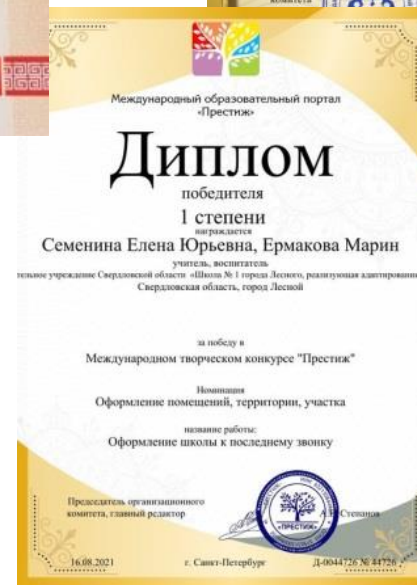 Международный образовательный портал
«Престиж»
Диплом
победителя
1 степени
награждается
Семенина Елена Юрьевна, Ермакова Марин
учитель, воспитатель
тельное учреждение Свердловской области «Школа № 1 города Лесного, реализующая адаптированн
Свердловская область, город Лесной
за победу в
Международном творческом конкурсе "Престиж"
Номинация
Оформление помещений, территории, участка
название работы:
Оформление школы к последнему звонку
Председатель организационного
комитета, главный редактор
Степанов
«ПРЕСТИЖ»
16.08.2021 г. Санкт-Петербург Д-0044726 № 44726